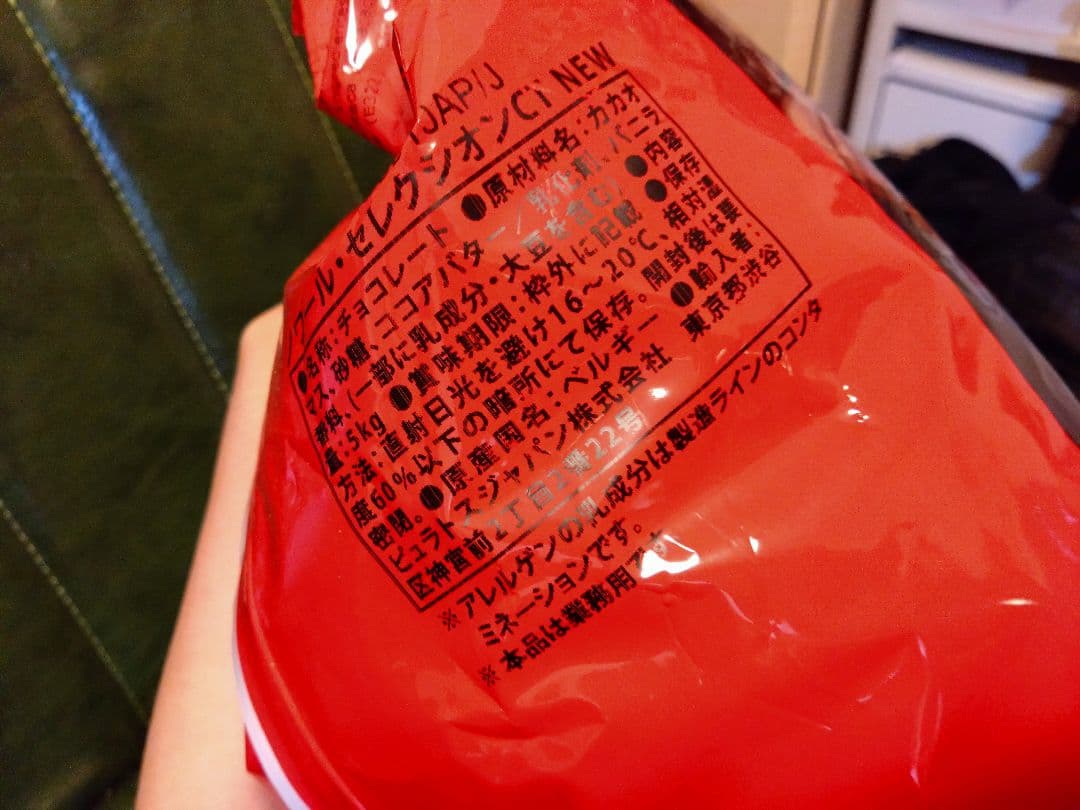 (E32)
ノワール・セレクシオンCT NEW
●名称：チョコレート ●原材料名：カカオ
マス、砂糖、ココアバター／乳化剤、バニラ
香料、(一部に乳成分・大豆を含む) ●内容
量：5kg ●賞味期限：枠外に記載 ●保存
方法：直射日光を避け16～20℃、相対湿
度60％以下の暗所にて保存。開封後は要
密閉。 ●原産国名：ベルギー ●輸入者：
ピュラトスジャパン株式会社 東京都渋谷
区神宮前2丁目2番22号
※アレルゲンの乳成分は製造ラインのコンタ
ミネーションです。
※本品は業務用です